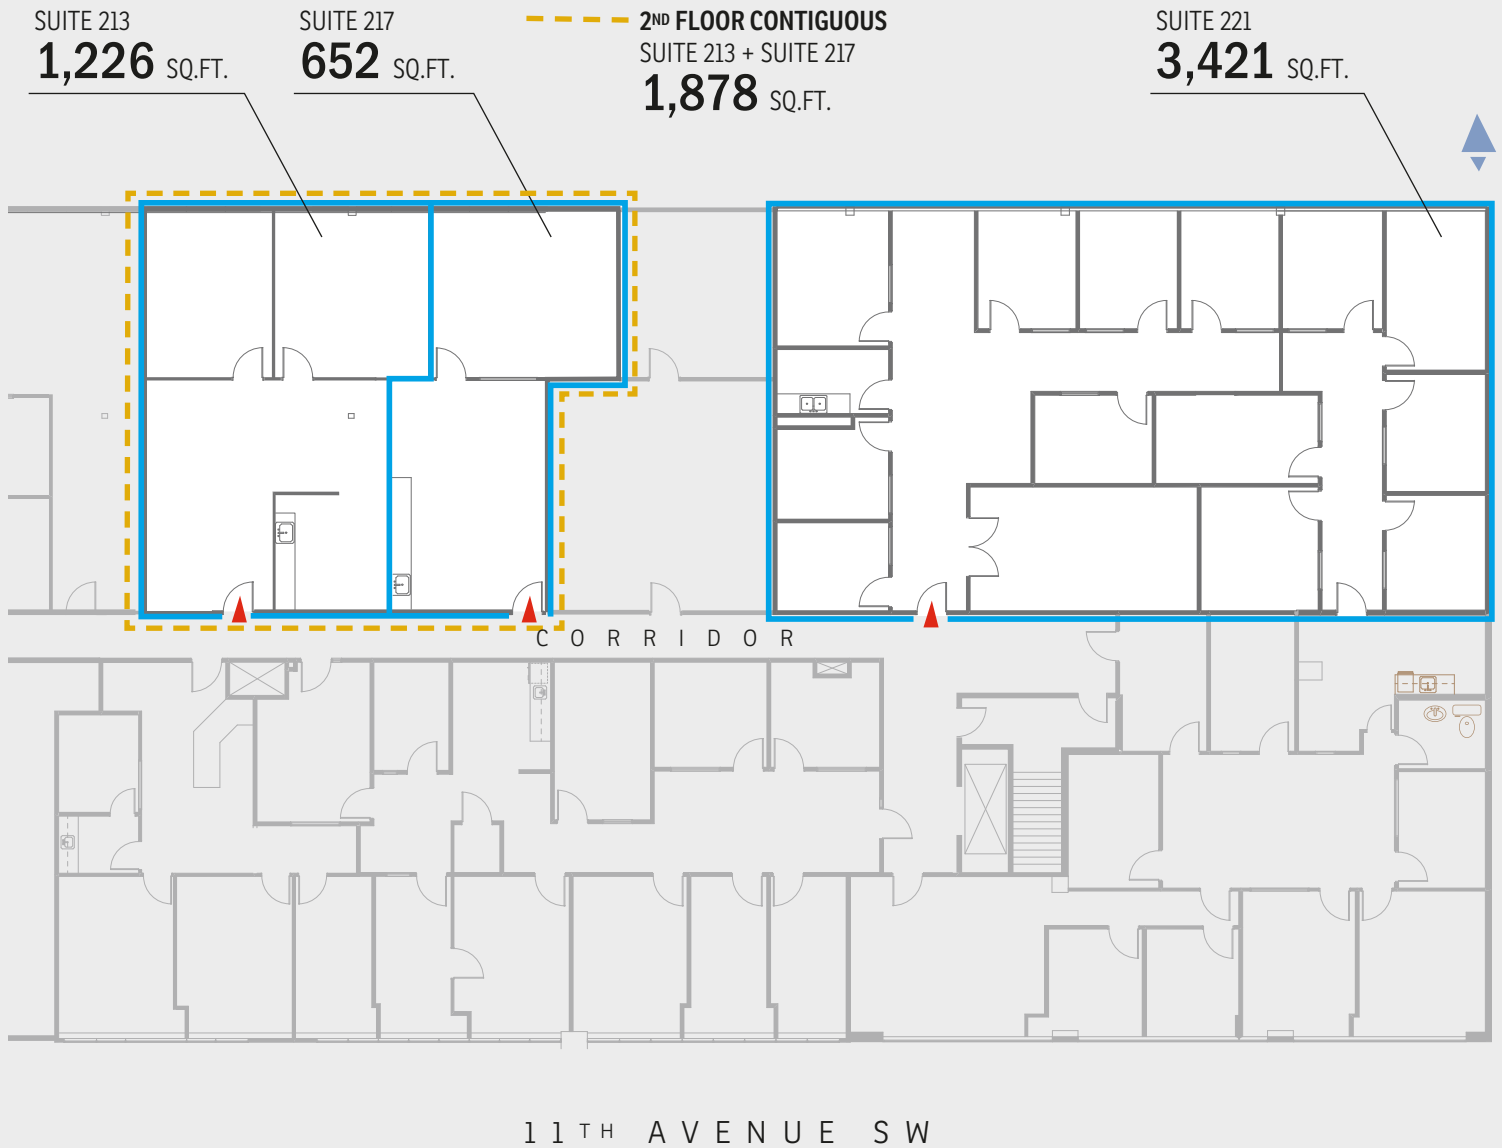 SUITE 213
1,226 SQ.FT.
SUITE 217
652 SQ.FT.
2ND FLOOR CONTIGUOUS
SUITE 213 + SUITE 217
1,878 SQ.FT.
SUITE 221
3,421 SQ.FT.
CORRIDOR
11TH AVENUE SW